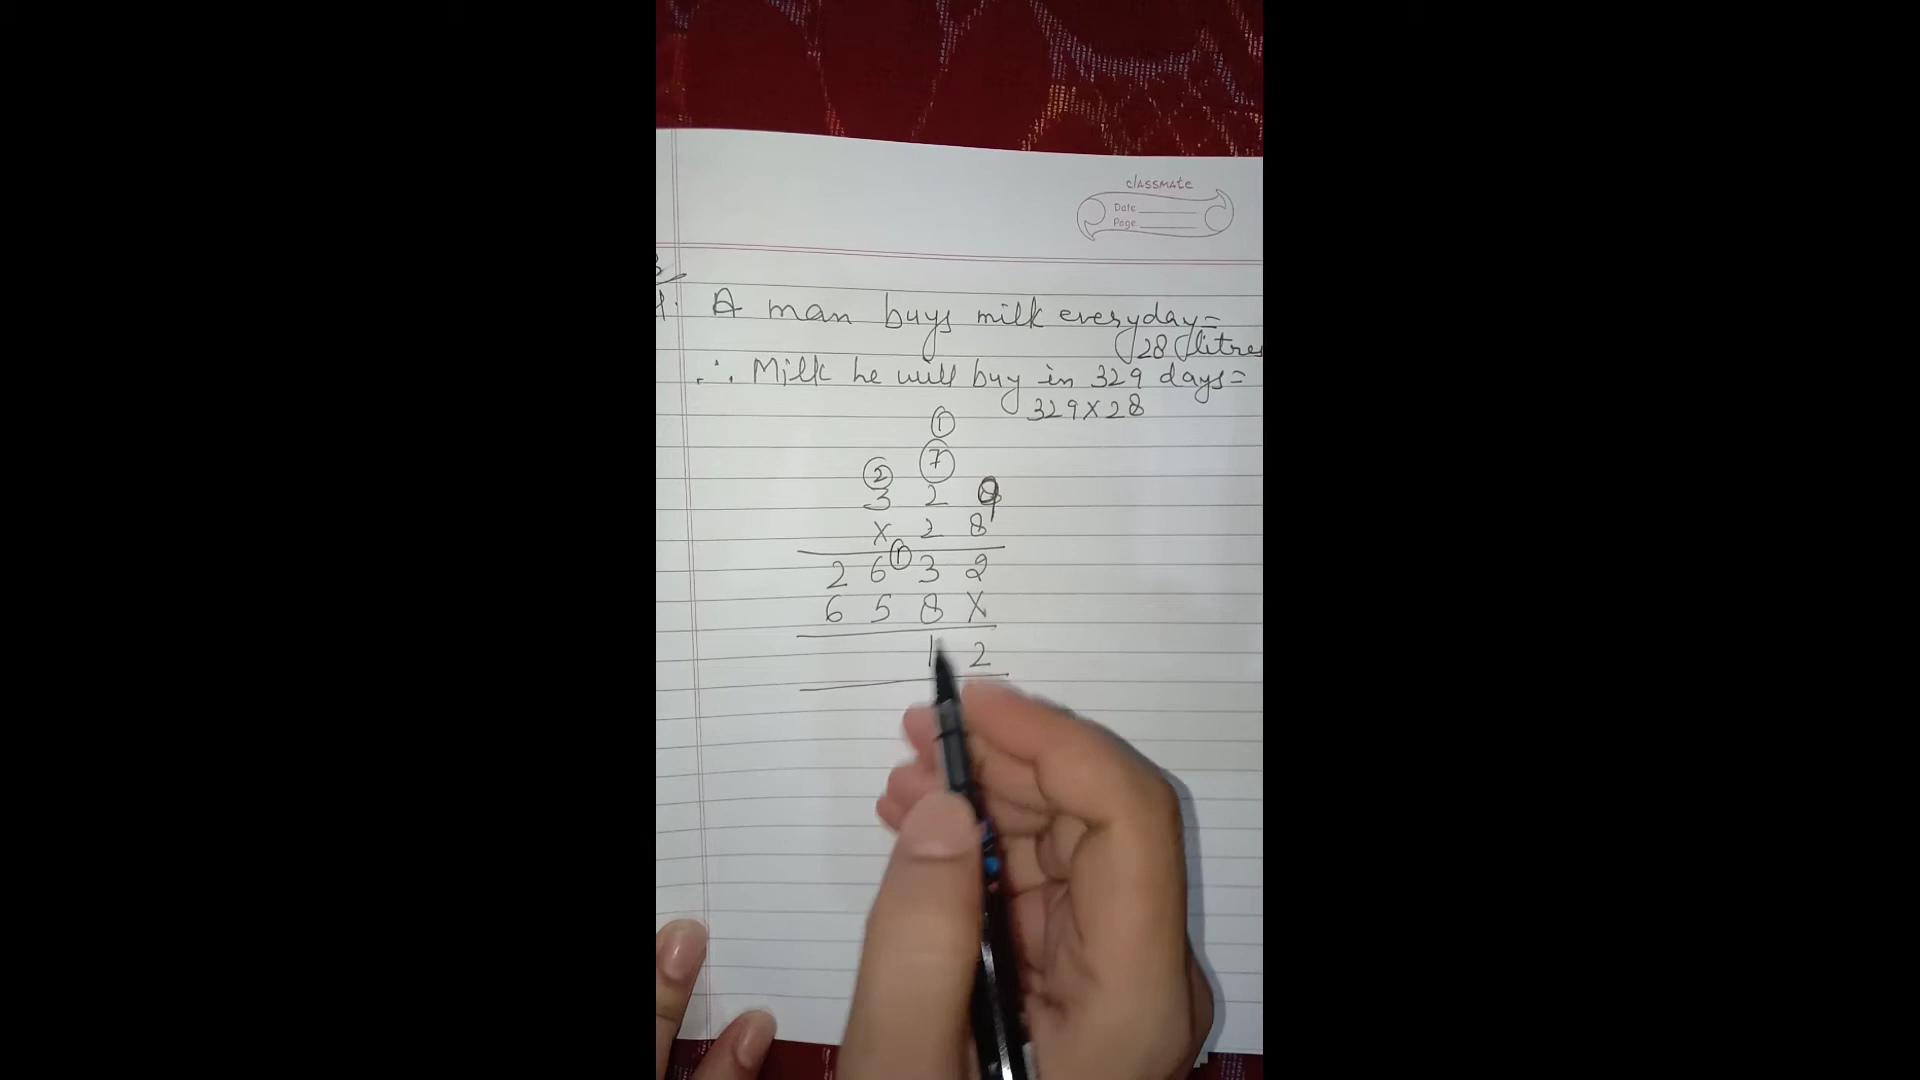 classmate
Date
Page
A man buys milk everyday=
28 litres
∴ Milk he will buy in 329 days=
329×28
1
7
2
3 2 9
× 2 8
2 6 1 3 2
6 5 8 ×
1 2